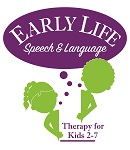 EARLY LIFE
Speech & Language
Therapy for
Kids 2-7